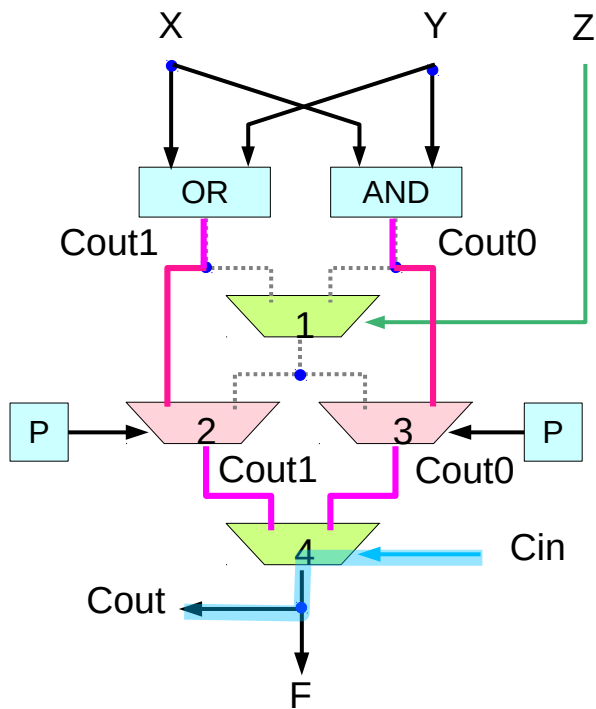 X Y Z
OR AND
Cout1 Cout0
1
P 2 3 P
Cout1 Cout0
4 Cin
Cout
F